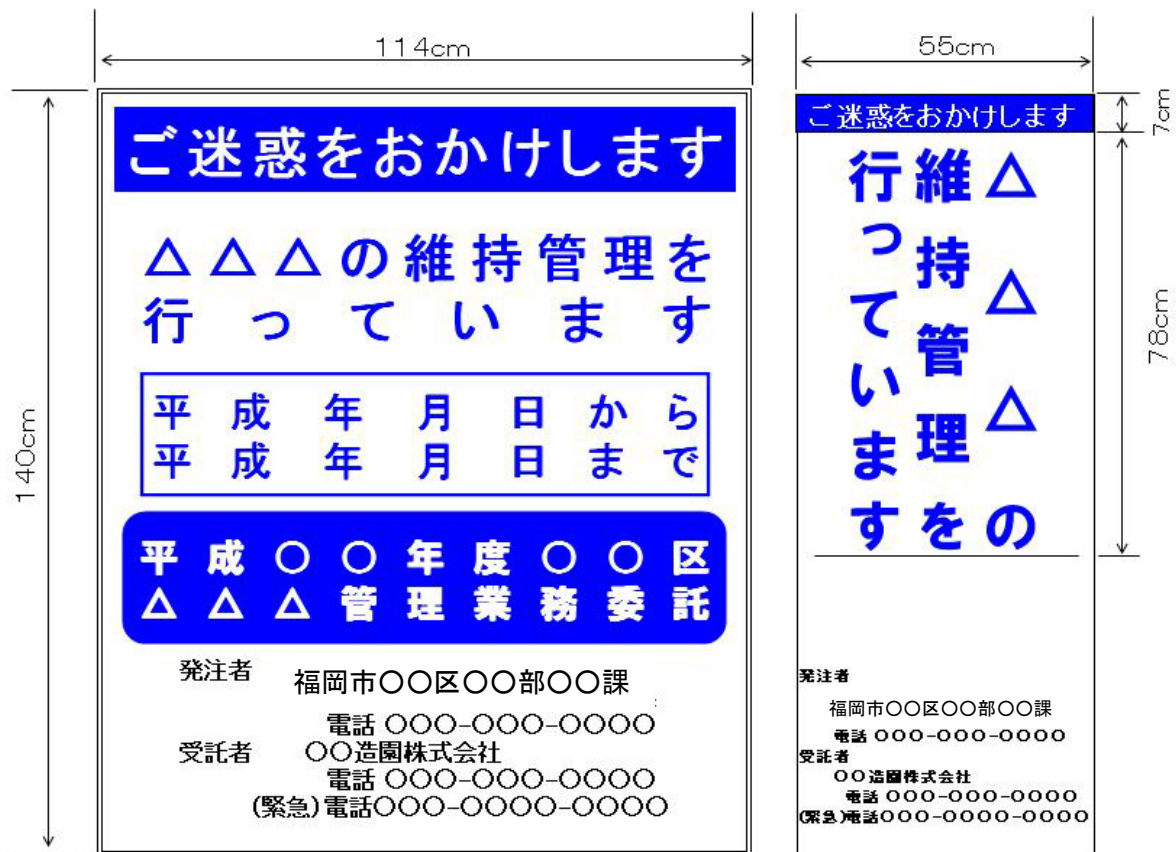 114cm
140cm
ご迷惑をおかけします
△△△の維持管理を
行っています
平成 年 月 日から
平成 年 月 日まで
平成〇〇年度〇〇区
△△△管理業務委託
発注者
福岡市〇〇区〇〇部〇〇課
電話 〇〇〇-〇〇〇-〇〇〇〇
受託者 〇〇造園株式会社
電話 〇〇〇-〇〇〇-〇〇〇〇
(緊急)電話〇〇〇-〇〇〇〇-〇〇〇〇
55cm
7cm
78cm
ご迷惑をおかけします
△△△の
維持管理を
行っています
発注者
福岡市〇〇区〇〇部〇〇課
電話 〇〇〇-〇〇〇-〇〇〇〇
受託者
〇〇造園株式会社
電話 〇〇〇-〇〇〇-〇〇〇〇
(緊急)電話〇〇〇-〇〇〇〇-〇〇〇〇